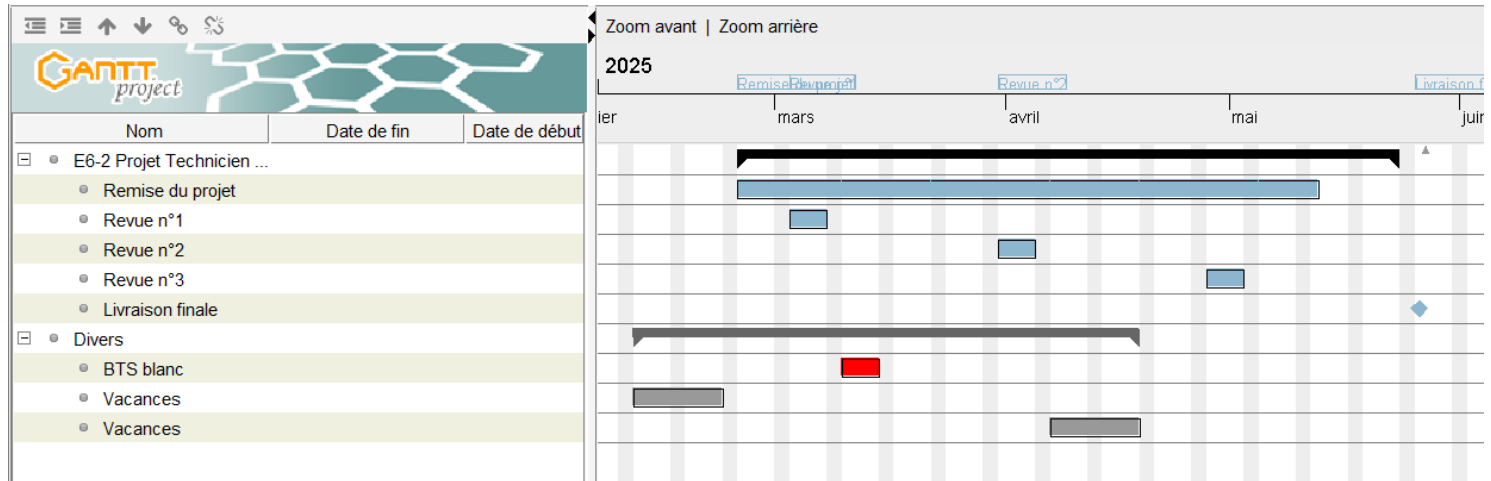 Zoom avant | Zoom arrière
GANTT
project
2025
Revue n°2
Nom Date de fin Date de début
ier mars avril mai juin
E6-2 Projet Technicien ...
Remise du projet
Revue n°1
Revue n°2
Revue n°3
Livraison finale
Divers
BTS blanc
Vacances
Vacances